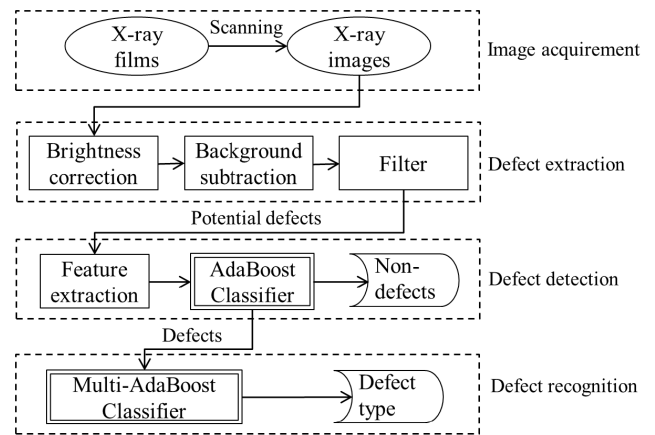 Scanning
X-ray
films
X-ray
images
Image acquirement
Brightness
correction
Background
subtraction
Filter
Defect extraction
Potential defects
Feature
extraction
AdaBoost
Classifier
Non-
defects
Defect detection
Defects
Multi-AdaBoost
Classifier
Defect
type
Defect recognition